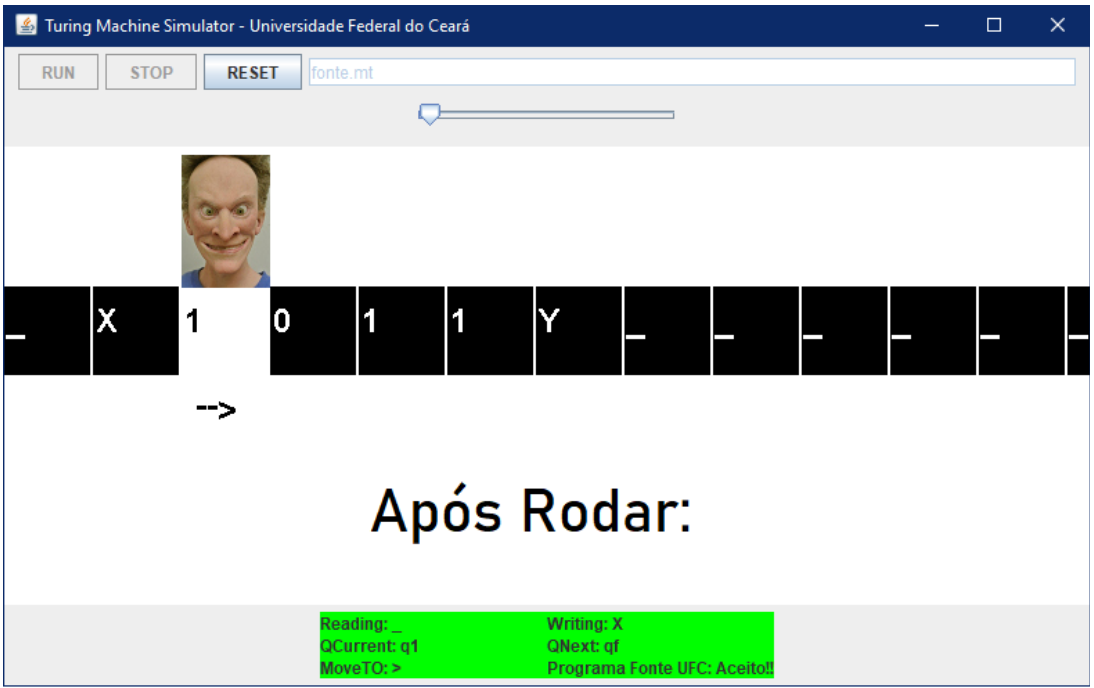 Turing Machine Simulator - Universidade Federal do Ceará
RUN STOP RESET fonte.mt
_ X 1 0 1 1 Y _ _ _ _ _ _
-->
Após Rodar:
Reading: _ Writing: X
QCurrent: q1 QNext: qf
MoveTO: > Programa Fonte UFC: Aceito!!